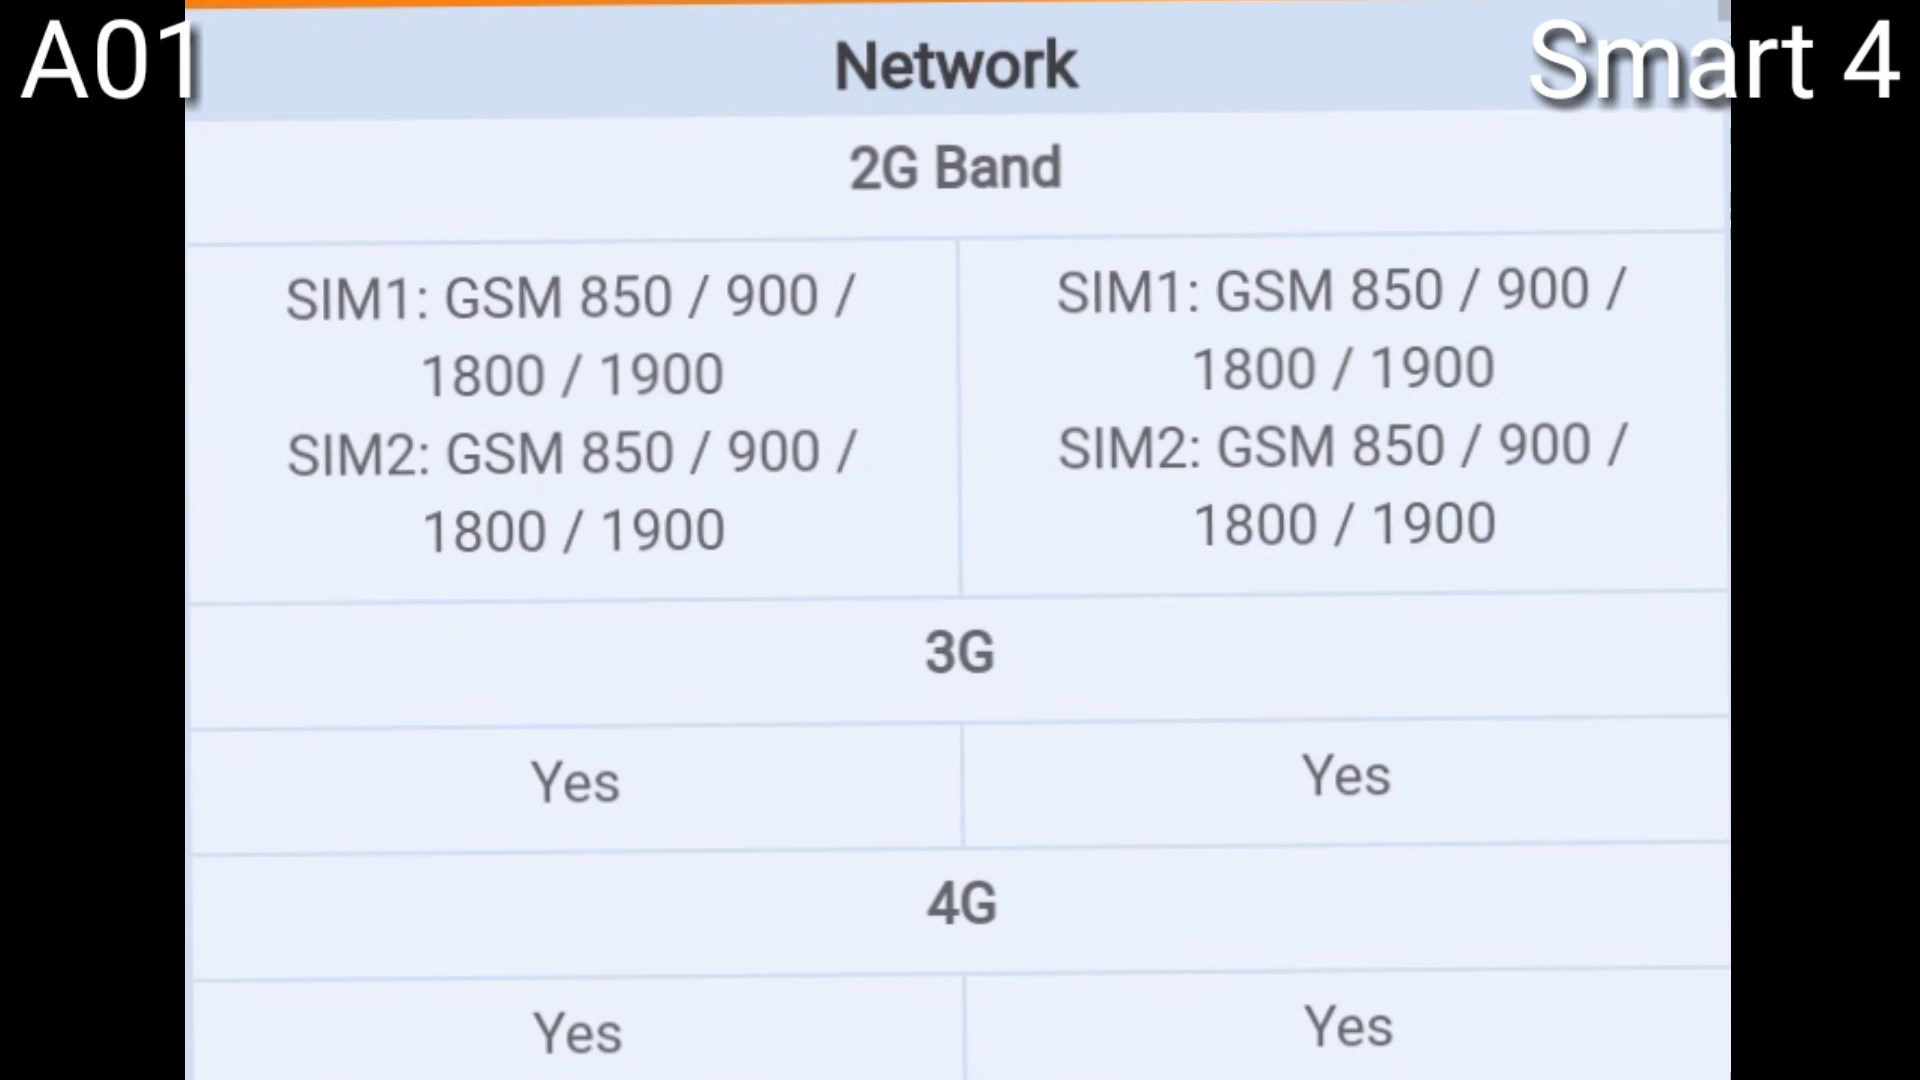 A01
Smart 4
Network
2G Band
SIM1: GSM 850 / 900 /
1800 / 1900
SIM2: GSM 850 / 900 /
1800 / 1900
SIM1: GSM 850 / 900 /
1800 / 1900
SIM2: GSM 850 / 900 /
1800 / 1900
3G
Yes
Yes
4G
Yes
Yes